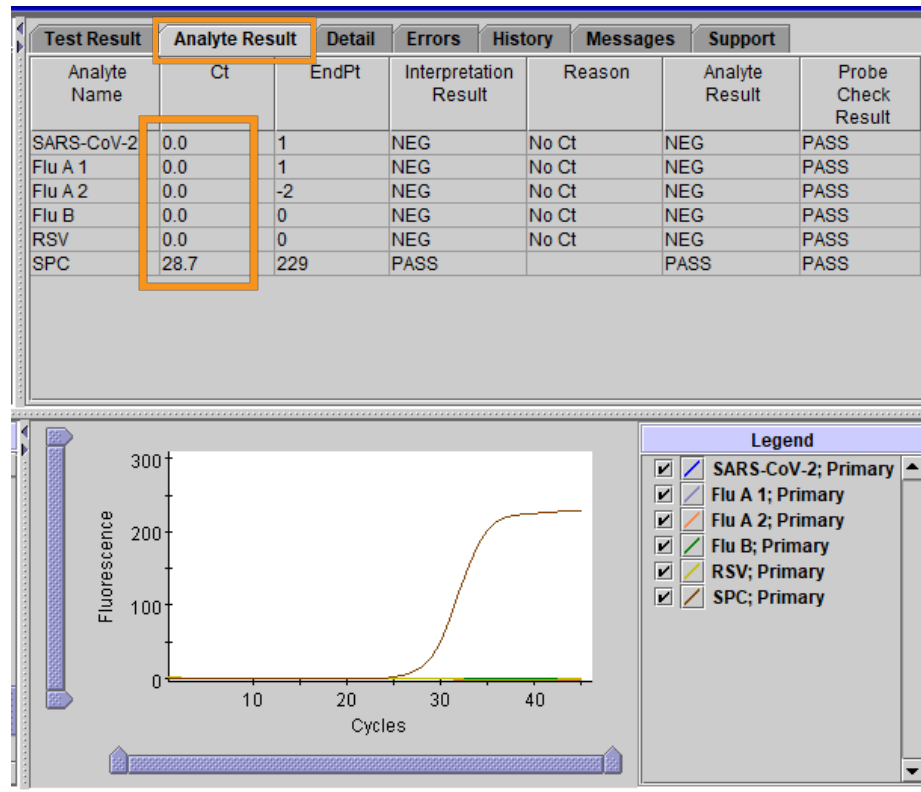 Test Result Analyte Result Detail Errors History Messages Support
Analyte Name Ct EndPt Interpretation Result Reason Analyte Result Probe Check Result
SARS-CoV-2 0.0 1 NEG No Ct NEG PASS
Flu A 1 0.0 1 NEG No Ct NEG PASS
Flu A 2 0.0 -2 NEG No Ct NEG PASS
Flu B 0.0 0 NEG No Ct NEG PASS
RSV 0.0 0 NEG No Ct NEG PASS
SPC 28.7 229 PASS PASS PASS
300
200
100
0
Fluorescence
10 20 30 40
Cycles
Legend
SARS-CoV-2; Primary
Flu A 1; Primary
Flu A 2; Primary
Flu B; Primary
RSV; Primary
SPC; Primary